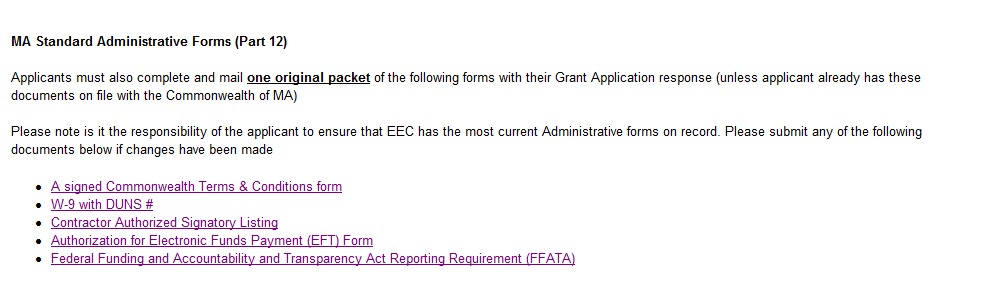 MA Standard Administrative Forms (Part 12)
Applicants must also complete and mail one original packet of the following forms with their Grant Application response (unless applicant already has these
documents on file with the Commonwealth of MA)
Please note is it the responsibility of the applicant to ensure that EEC has the most current Administrative forms on record. Please submit any of the following
documents below if changes have been made
• A signed Commonwealth Terms & Conditions form
• W-9 with DUNS #
• Contractor Authorized Signatory Listing
• Authorization for Electronic Funds Payment (EFT) Form
• Federal Funding and Accountability and Transparency Act Reporting Requirement (FFATA)